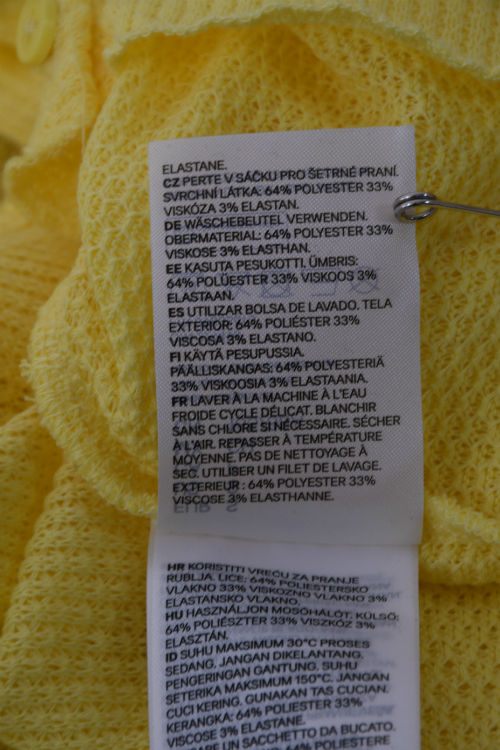 ELASTANE.
CZ PERTE V SÁČKU PRO ŠETRNÉ PRANÍ.
SVRCHNÍ LÁTKA: 64% POLYESTER 33%
VISKÓZA 3% ELASTAN.
DE WÄSCHEBEUTEL VERWENDEN.
OBERMATERIAL: 64% POLYESTER 33%
VISKOSE 3% ELASTHAN.
EE KASUTA PESUKOTTI. ÜMBRIS:
64% POLÜESTER 33% VISKOOS 3%
ELASTAAN.
ES UTILIZAR BOLSA DE LAVADO. TELA
EXTERIOR: 64% POLIÉSTER 33%
VISCOSA 3% ELASTANO.
FI KÄYTÄ PESUPUSSIA.
PÄÄLLISKANGAS: 64% POLYESTERIÄ
33% VISKOOSIA 3% ELASTAANIA.
FR LAVER À LA MACHINE À L'EAU
FROIDE CYCLE DÉLICAT. BLANCHIR
SANS CHLORE SI NÉCESSAIRE. SÉCHER
À L'AIR. REPASSER À TEMPÉRATURE
MOYENNE. PAS DE NETTOYAGE À
SEC. UTILISER UN FILET DE LAVAGE.
EXTERIEUR : 64% POLYESTER 33%
VISCOSE 3% ELASTHANNE.
HR KORISTITI VREĆU ZA PRANJE
RUBLJA. LICE: 64% POLIESTERSKO
VLAKNO 33% VISKOZNO VLAKNO 3%
ELASTANSKO VLAKNO.
HU HASZNÁLJON MOSÓHÁLÓT. KÜLSŐ:
64% POLIÉSZTER 33% VISZKÓZ 3%
ELASZTÁN.
ID SUHU MAKSIMUM 30°C PROSES
SEDANG. JANGAN DIKELANTANG.
PENGERINGAN GANTUNG. SUHU
SETERIKA MAKSIMUM 150°C. JANGAN
CUCI KERING. GUNAKAN TAS CUCIAN.
KERANGKA: 64% POLYESTER 33%
VISCOSE 3% ELASTANE.
UN SACCHETTO DA BUCATO.